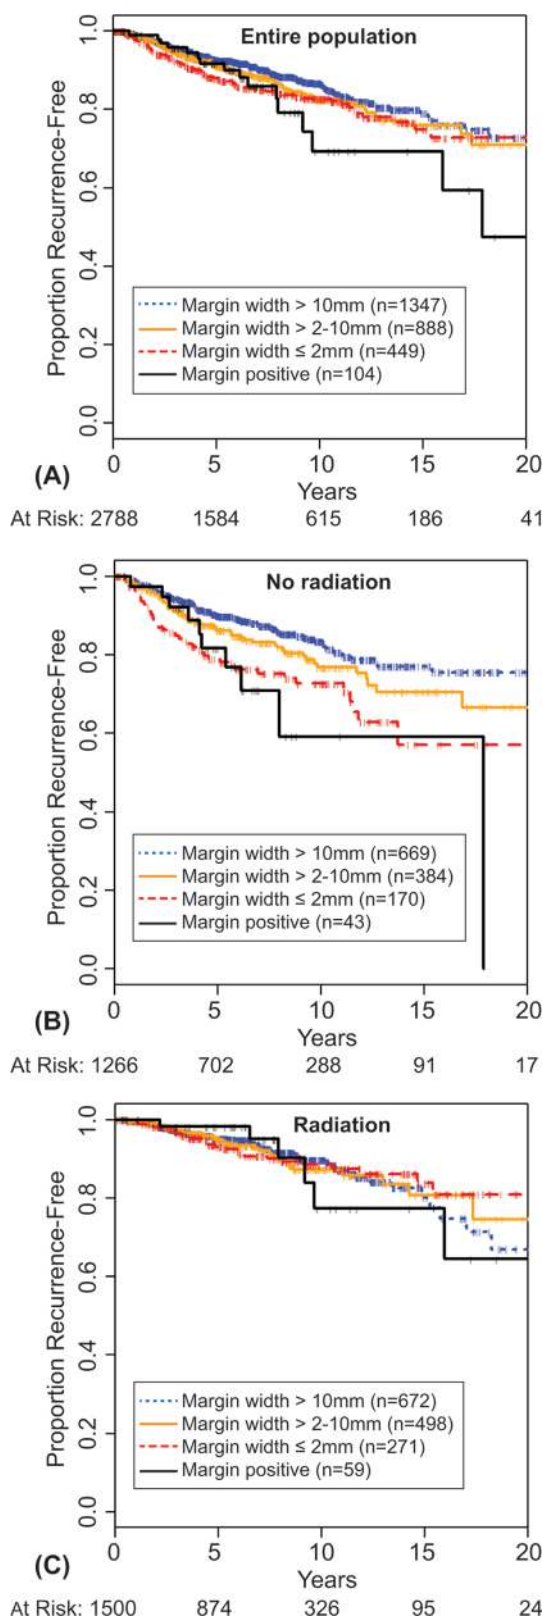 Entire population
Proportion Recurrence-Free
1.0
0.8
0.6
0.4
0.2
0.0
Margin width > 10mm (n=1347)
Margin width > 2-10mm (n=888)
Margin width ≤ 2mm (n=449)
Margin positive (n=104)
0 5 10 15 20
(A)
Years
At Risk: 2788 1584 615 186 41
No radiation
Proportion Recurrence-Free
1.0
0.8
0.6
0.4
0.2
0.0
Margin width > 10mm (n=669)
Margin width > 2-10mm (n=384)
Margin width ≤ 2mm (n=170)
Margin positive (n=43)
0 5 10 15 20
(B)
Years
At Risk: 1266 702 288 91 17
Radiation
Proportion Recurrence-Free
1.0
0.8
0.6
0.4
0.2
0.0
Margin width > 10mm (n=672)
Margin width > 2-10mm (n=498)
Margin width ≤ 2mm (n=271)
Margin positive (n=59)
0 5 10 15 20
(C)
Years
At Risk: 1500 874 326 95 24